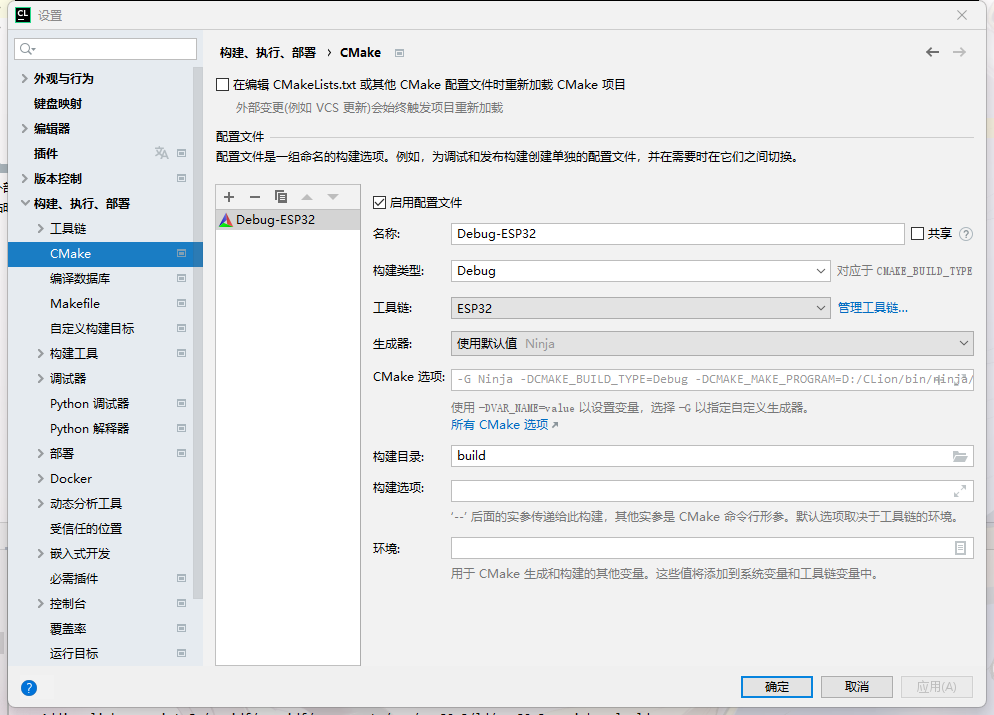 CL 设置
构建、执行、部署 › CMake
外观与行为
键盘映射
编辑器
插件
版本控制
构建、执行、部署
工具链
CMake
编译数据库
Makefile
自定义构建目标
构建工具
调试器
Python 调试器
Python 解释器
部署
Docker
动态分析工具
受信任的位置
嵌入式开发
必需插件
控制台
覆盖率
运行目标
在编辑 CMakeLists.txt 或其他 CMake 配置文件时重新加载 CMake 项目
外部变更(例如 VCS 更新)会始终触发项目重新加载
配置文件
配置文件是一组命名的构建选项。例如，为调试和发布构建创建单独的配置文件，并在需要时在它们之间切换。
Debug-ESP32
启用配置文件
名称: Debug-ESP32 共享 ?
构建类型: Debug 对应于 CMAKE_BUILD_TYPE
工具链: ESP32 管理工具链...
生成器: 使用默认值 Ninja
CMake 选项: -G Ninja -DCMAKE_BUILD_TYPE=Debug -DCMAKE_MAKE_PROGRAM=D:/CLion/bin/ninja/
使用 -DVAR_NAME=value 以设置变量，选择 -G 以指定自定义生成器。
所有 CMake 选项↗
构建目录: build
构建选项:
'--' 后面的实参传递给此构建，其他实参是 CMake 命令行形参。默认选项取决于工具链的环境。
环境:
用于 CMake 生成和构建的其他变量。这些值将添加到系统变量和工具链变量中。
? 确定 取消 应用(A)